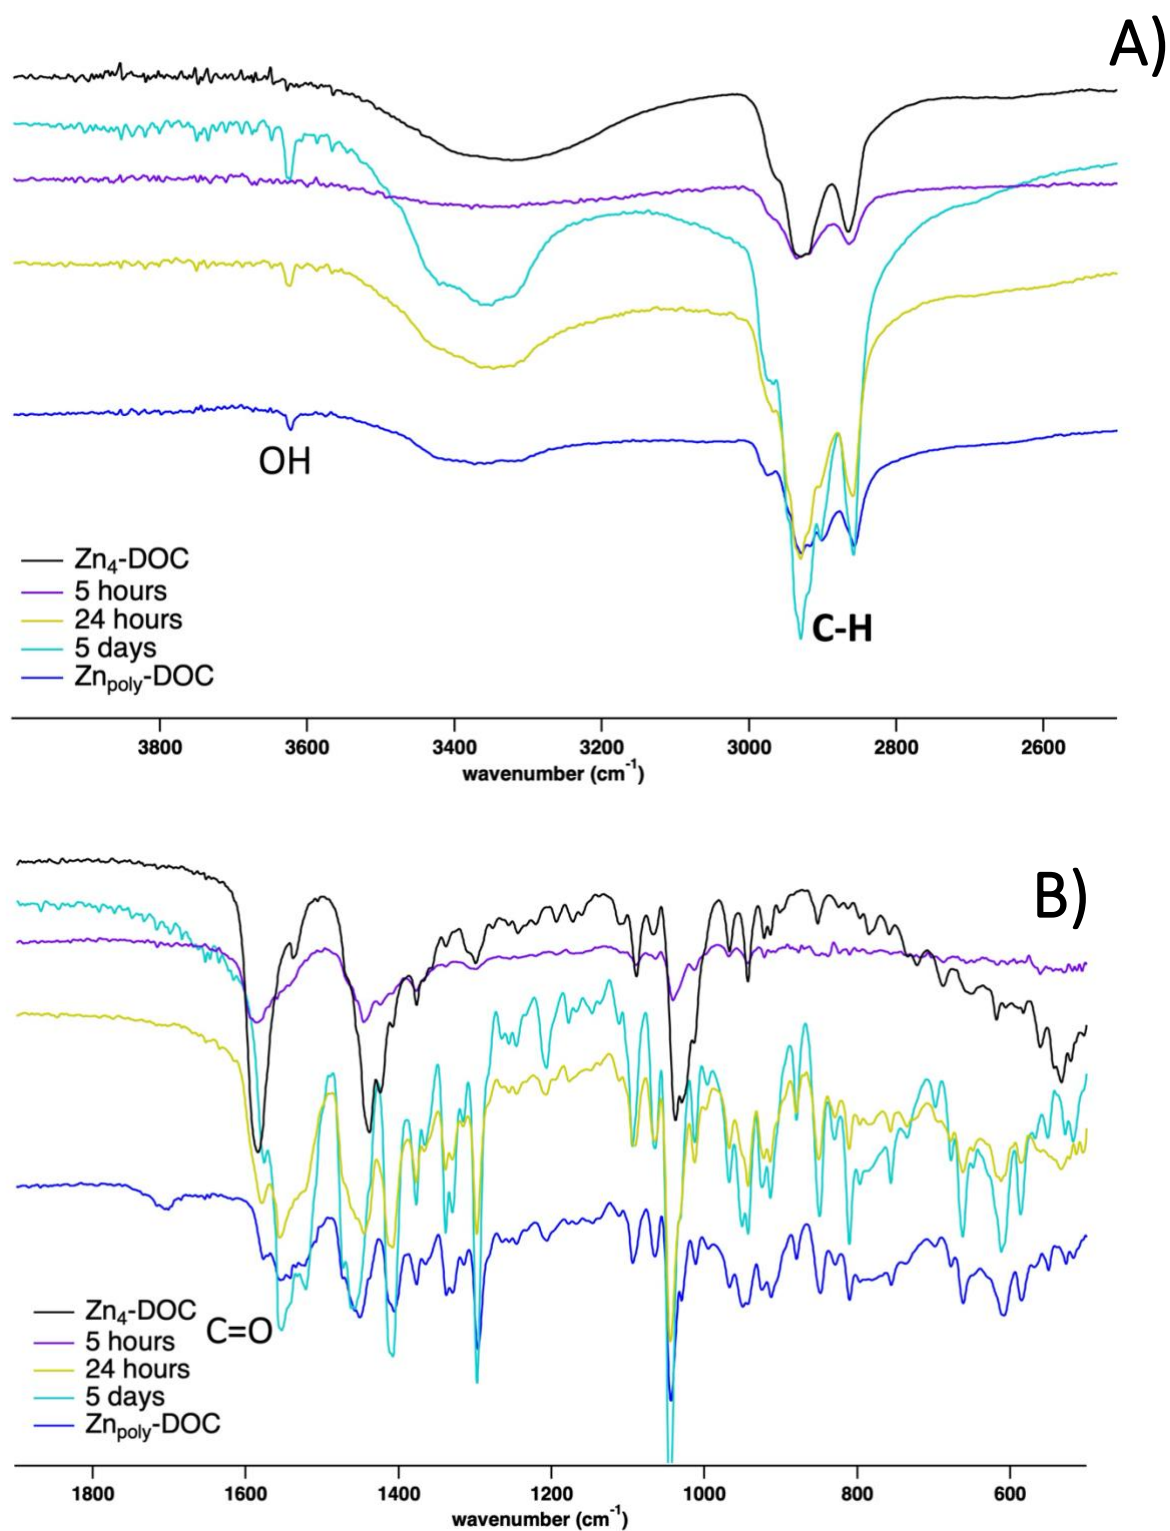 A)
OH
Zn4-DOC
5 hours
24 hours
5 days
Znpoly-DOC
C-H
3800 3600 3400 3200 3000 2800 2600
wavenumber (cm-1)
B)
Zn4-DOC
C=O
5 hours
24 hours
5 days
Znpoly-DOC
1800 1600 1400 1200 1000 800 600
wavenumber (cm-1)